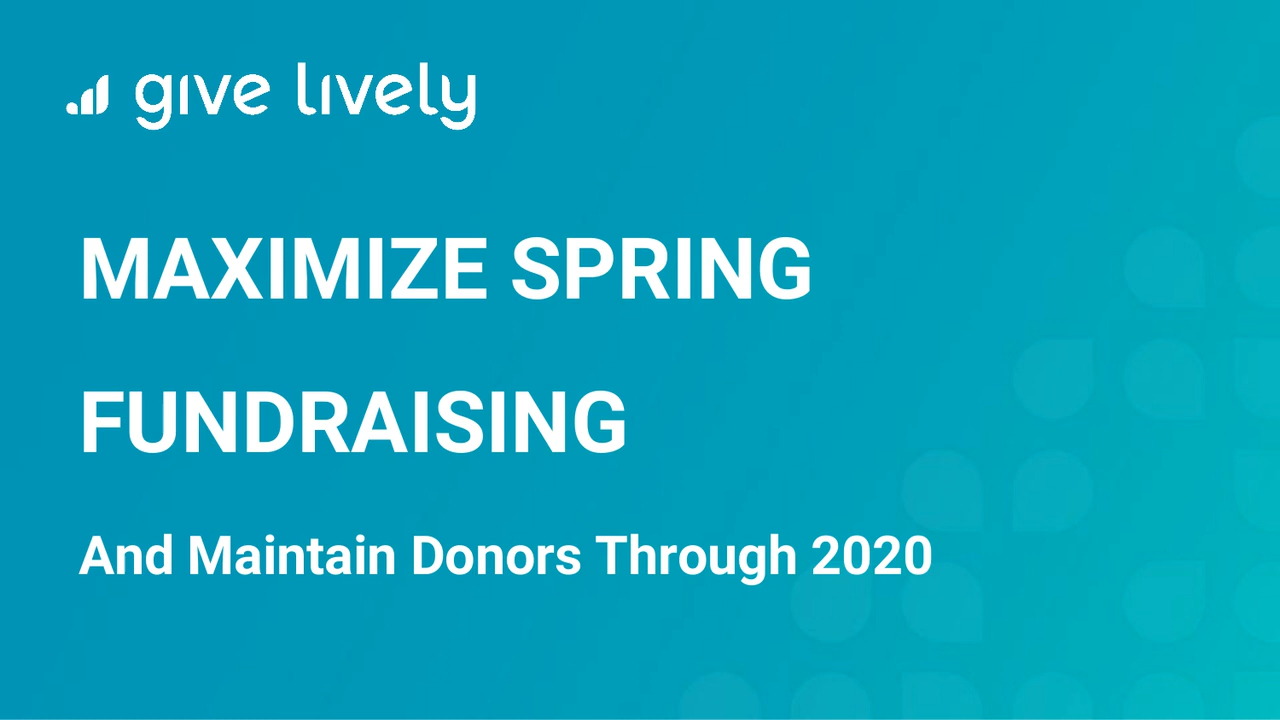 give lively
MAXIMIZE SPRING
FUNDRAISING
And Maintain Donors Through 2020